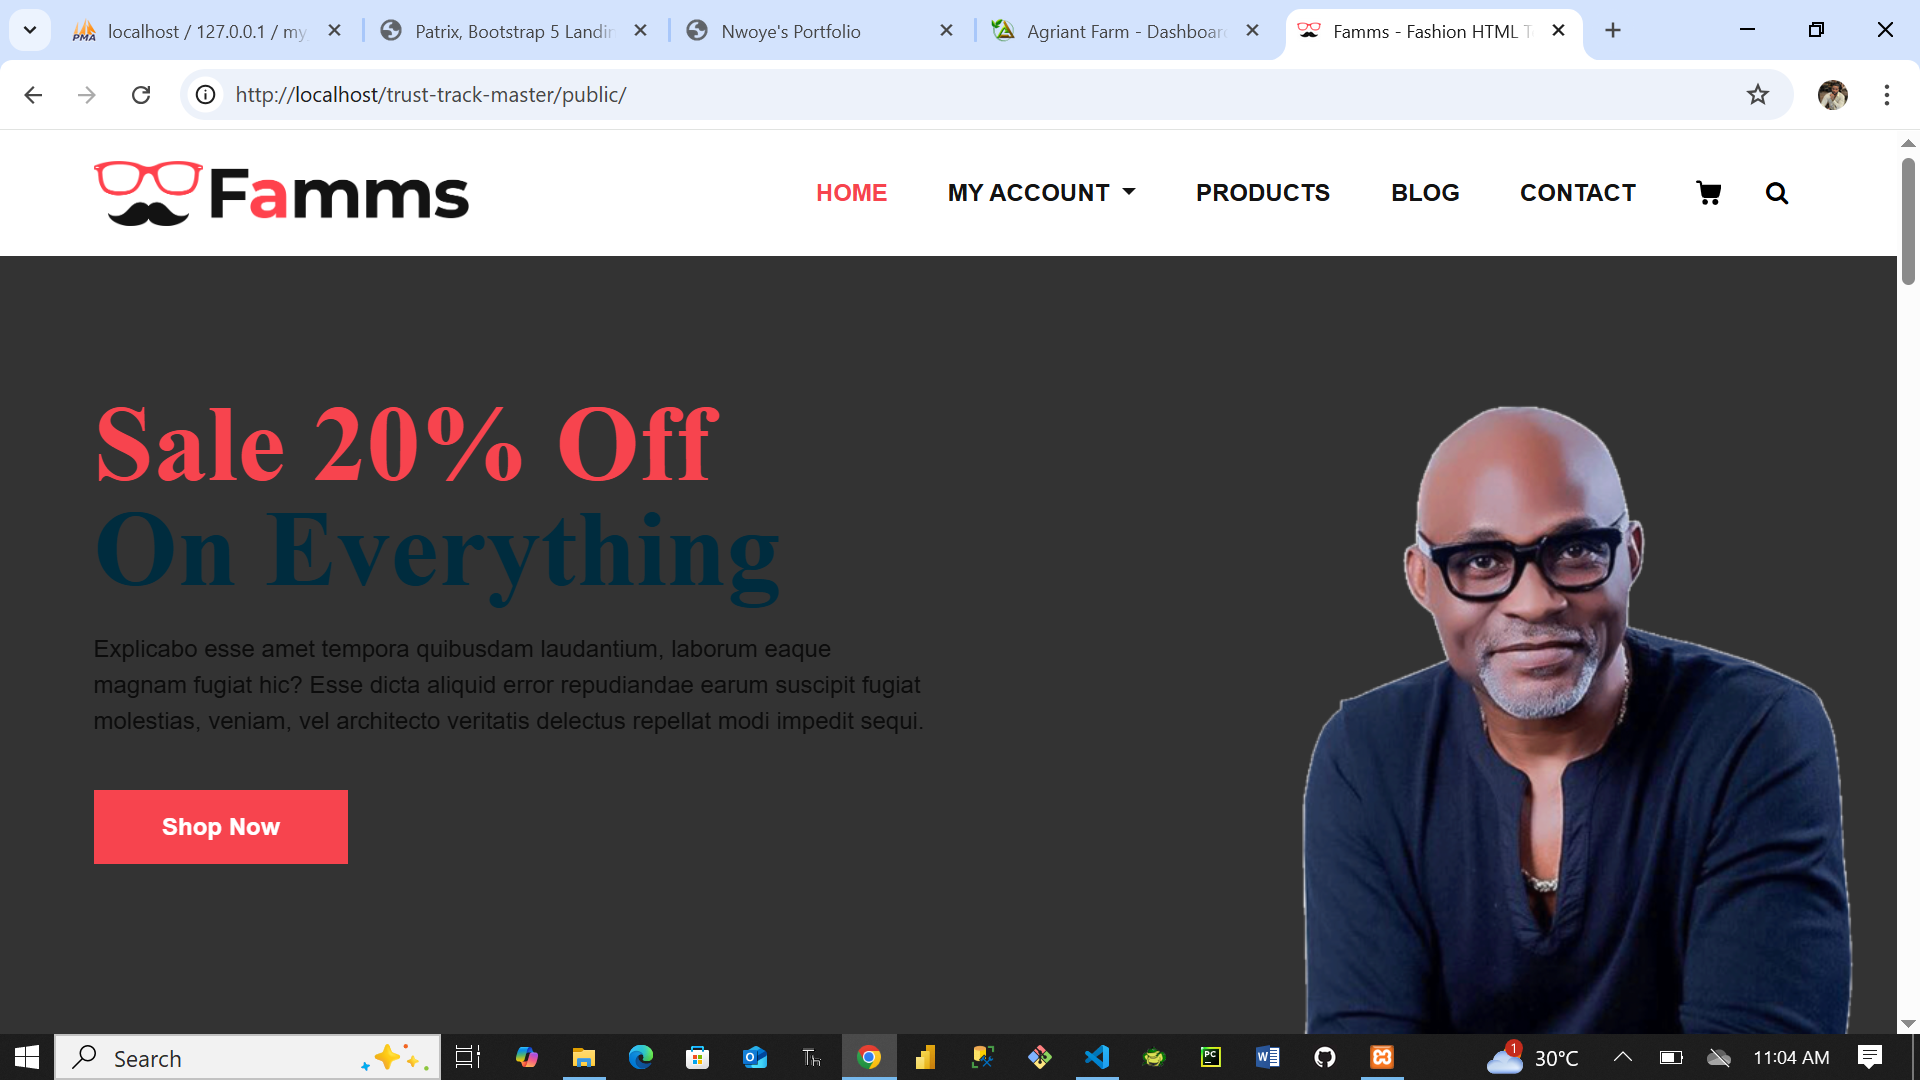 localhost / 127.0.0.1 / my
Patrix, Bootstrap 5 Landin
Nwoye's Portfolio
Agriant Farm - Dashboar
Famms - Fashion HTML T
http://localhost/trust-track-master/public/
Famms
HOME
MY ACCOUNT
PRODUCTS
BLOG
CONTACT
Sale 20% Off
On Everything
Explicabo esse amet tempora quibusdam laudantium, laborum eaque
magnam fugiat hic? Esse dicta aliquid error repudiandae earum suscipit fugiat
molestias, veniam, vel architecto veritatis delectus repellat modi impedit sequi.
Shop Now
Search
1
30°C
11:04 AM